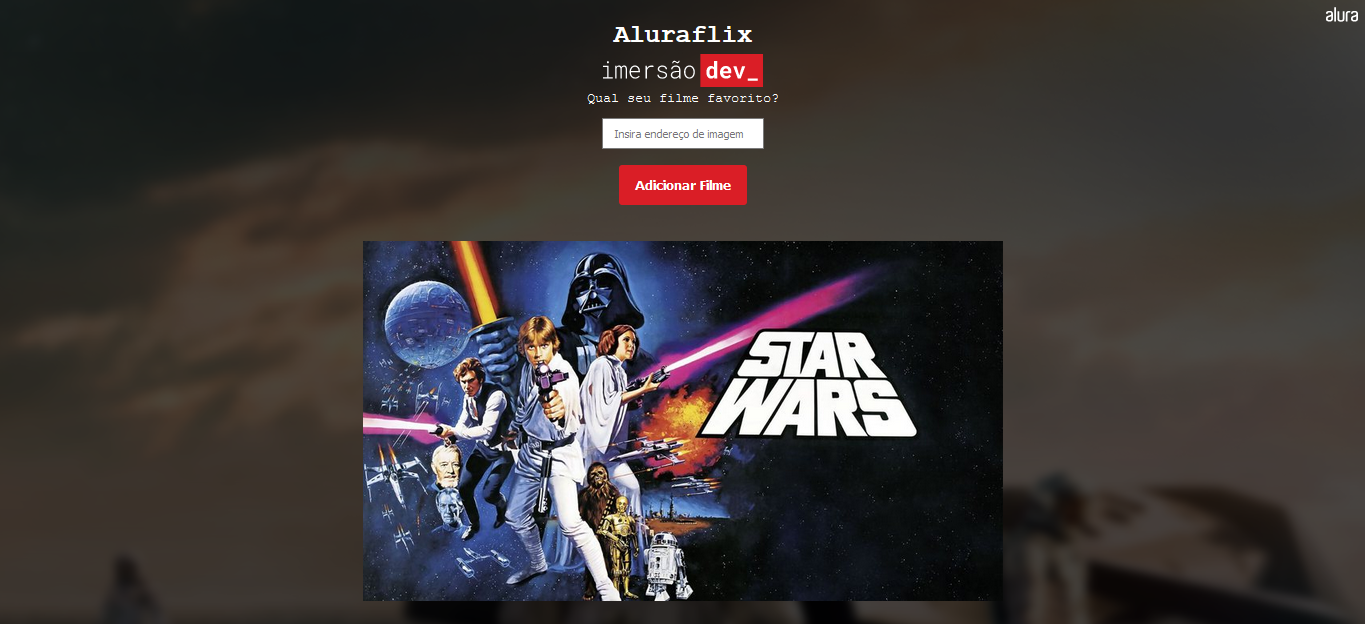 alura
Aluraflix
imersão dev_
Qual seu filme favorito?
Insira endereço de imagem
Adicionar Filme
STAR
WARS